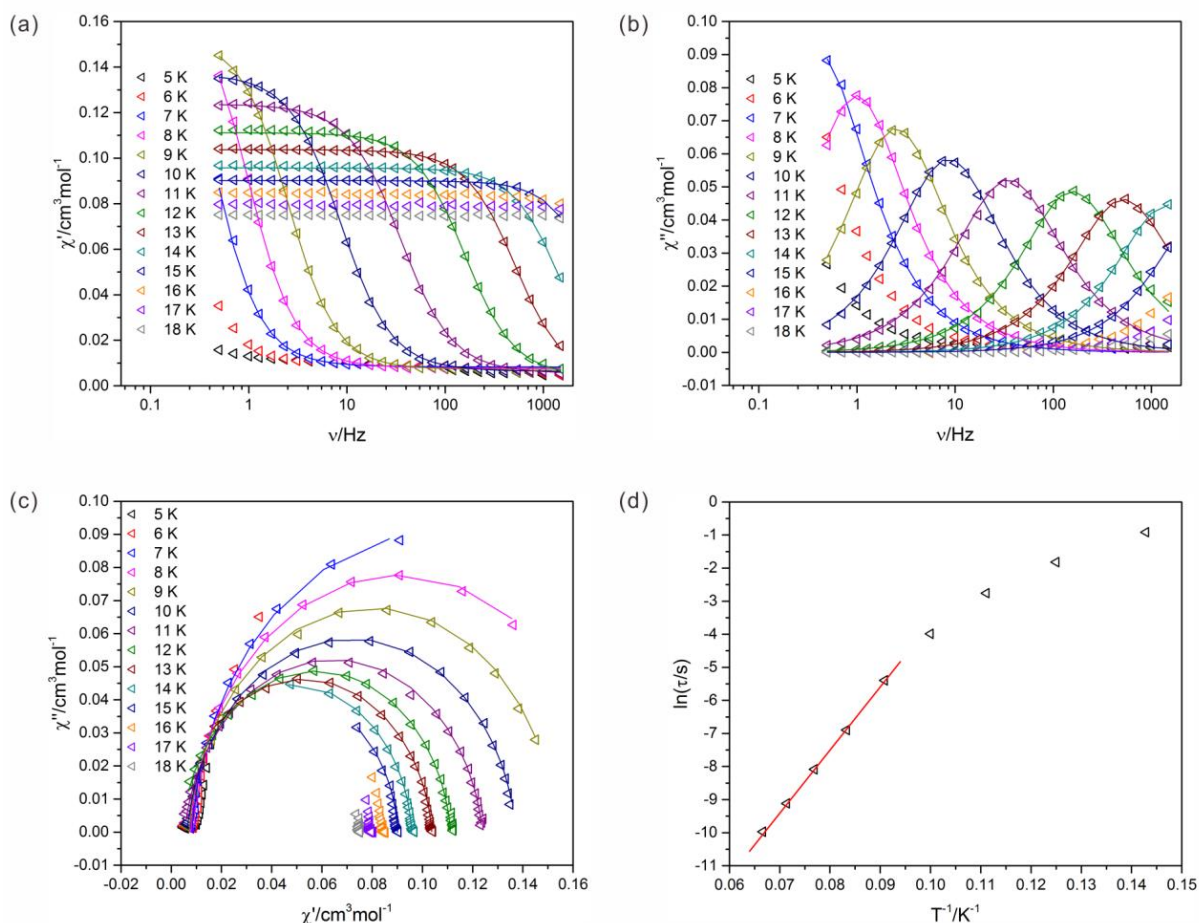 (a)
0.16
0.14
0.12
0.10
0.08
0.06
0.04
0.02
0.00
χ'/cm³mol⁻¹
5 K
6 K
7 K
8 K
9 K
10 K
11 K
12 K
13 K
14 K
15 K
16 K
17 K
18 K
0.1 1 10 100 1000
ν/Hz
(b)
0.10
0.09
0.08
0.07
0.06
0.05
0.04
0.03
0.02
0.01
0.00
-0.01
χ''/cm³mol⁻¹
5 K
6 K
7 K
8 K
9 K
10 K
11 K
12 K
13 K
14 K
15 K
16 K
17 K
18 K
0.1 1 10 100 1000
ν/Hz
(c)
0.10
0.09
0.08
0.07
0.06
0.05
0.04
0.03
0.02
0.01
0.00
-0.01
χ''/cm³mol⁻¹
5 K
6 K
7 K
8 K
9 K
10 K
11 K
12 K
13 K
14 K
15 K
16 K
17 K
18 K
-0.02 0.00 0.02 0.04 0.06 0.08 0.10 0.12 0.14 0.16
χ'/cm³mol⁻¹
(d)
0
-1
-2
-3
-4
-5
-6
-7
-8
-9
-10
-11
ln(τ/s)
0.06 0.07 0.08 0.09 0.10 0.11 0.12 0.13 0.14 0.15
T⁻¹/K⁻¹